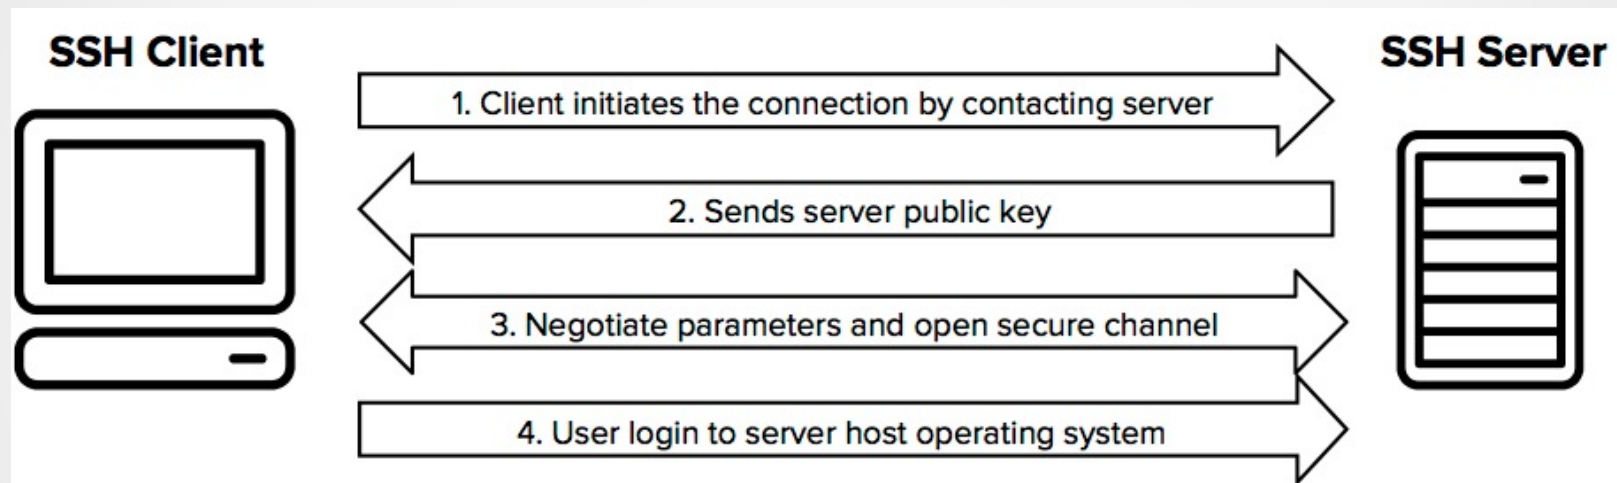 SSH Client
SSH Server
1. Client initiates the connection by contacting server
2. Sends server public key
3. Negotiate parameters and open secure channel
4. User login to server host operating system